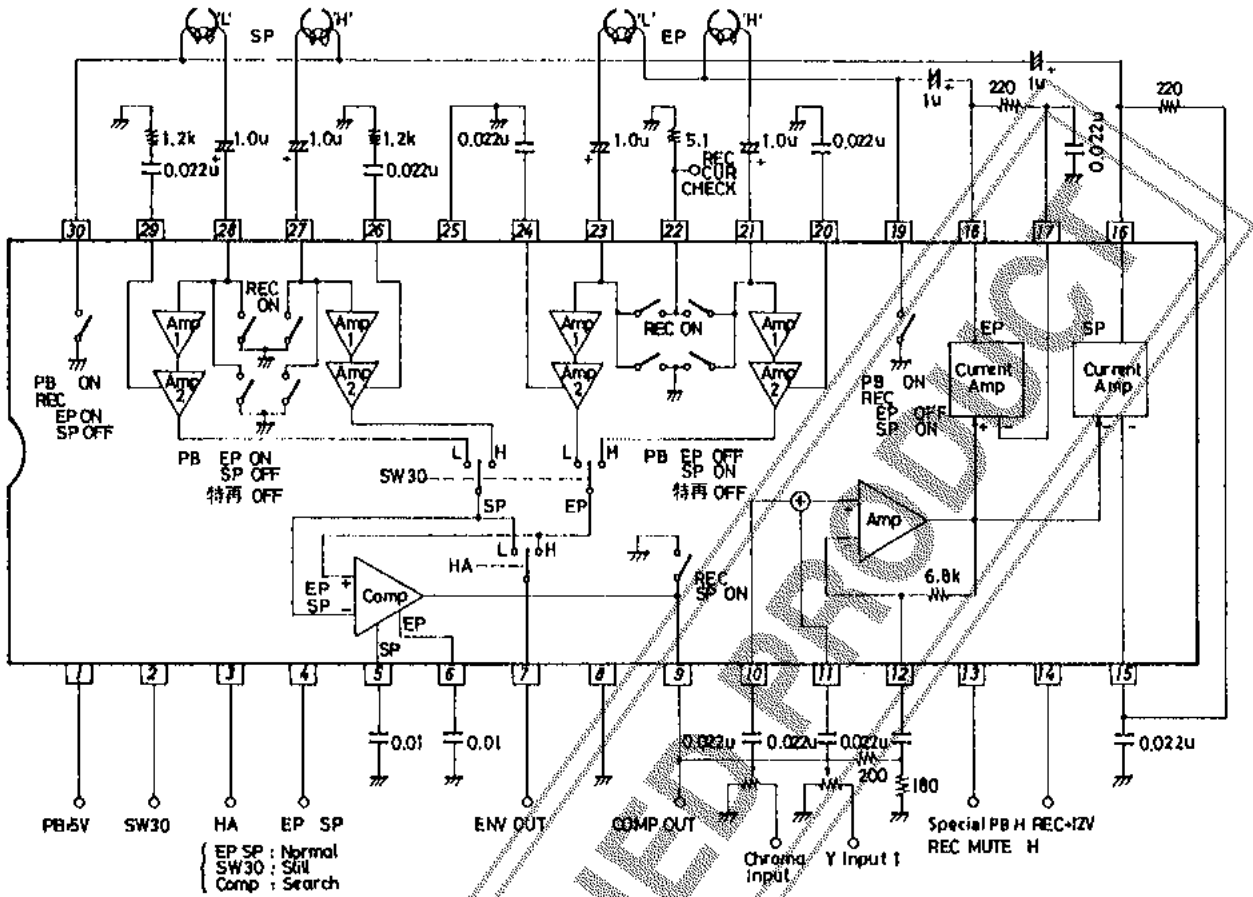 'L' SP 'H' 'L' EP 'H'
1u 1u
220 220
1.2k 1.0u 1.2k 0.022u 1.0u 5.1 1.0u 0.022u 0.022u
0.022u 0.022u
REC
CUR
CHECK
30 29 28 27 26 25 24 23 22 21 20 19 18 17 16
REC
ON
REC ON
Amp
1
Amp
2
Amp
1
Amp
2
Amp
1
Amp
2
Amp
1
Amp
2
EP SP
Current
Amp
Current
Amp
+ - -
PB ON
REC
EP ON
SP OFF
PB EP ON
SP OFF
特再 OFF
L H
SW30
SP
L H
EP
PB EP OFF
SP ON
特再 OFF
PB ON
REC
EP OFF
SP ON
L H
HA
EP +
SP -
Comp
EP
SP
REC
SP ON
+
+
Amp
-
6.8k
1 2 3 4 5 6 7 8 9 10 11 12 13 14 15
0.01 0.01 0.022u 0.022u 0.022u 0.022u
200
180
PB:5V SW30 HA EP SP ENV OUT COMP OUT
Chroma
Input
Y Input
Special PB H REC+12V
REC MUTE H
EP SP : Normal
SW30 : Still
Comp : Search
NED PRODUCT